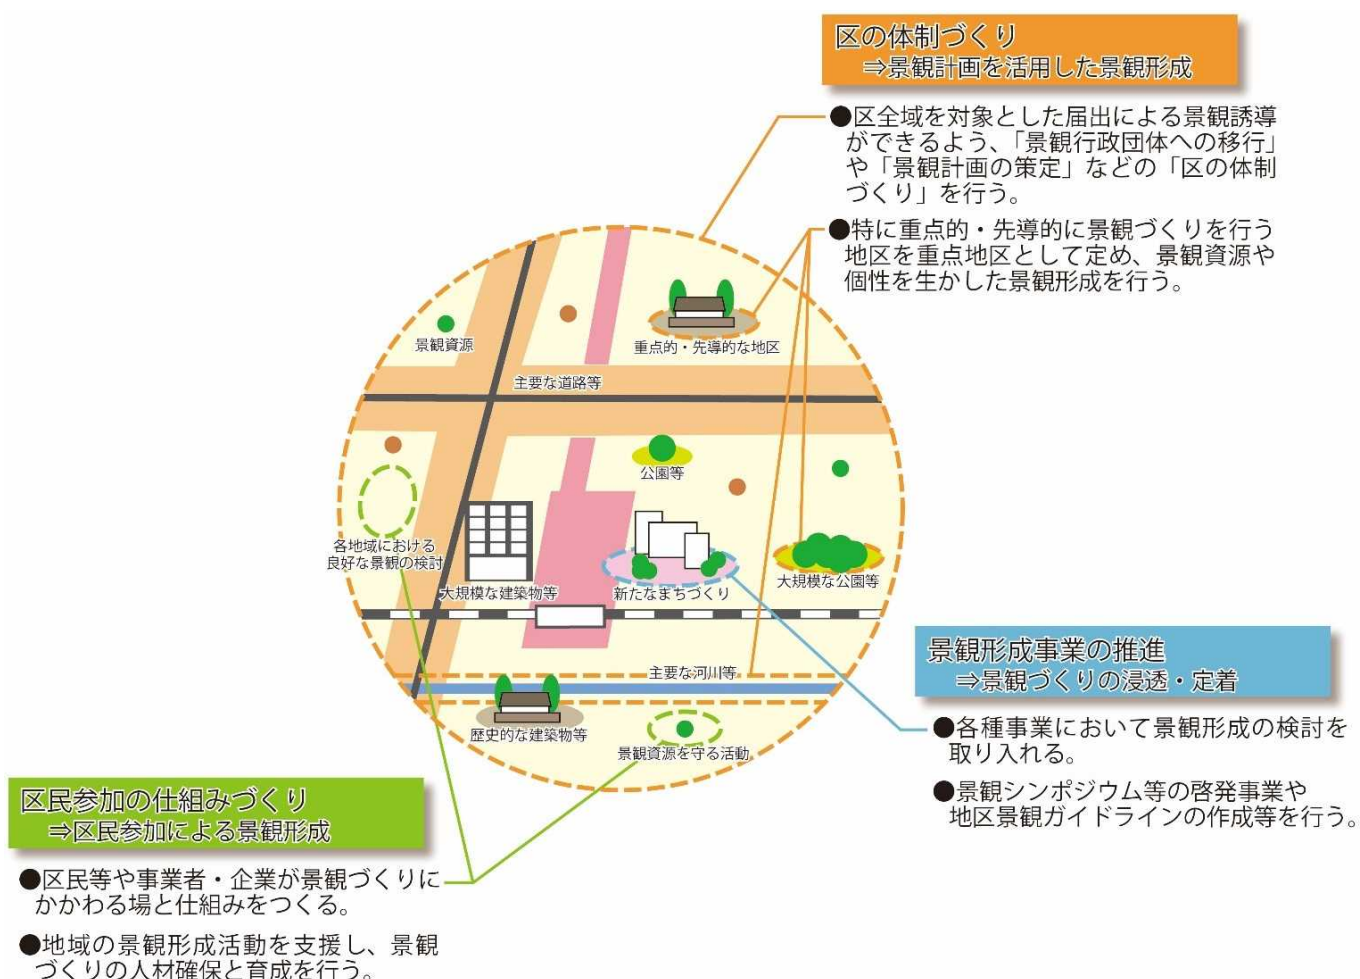 区の体制づくり
⇒景観計画を活用した景観形成
●区全域を対象とした届出による景観誘導
ができるよう、「景観行政団体への移行」
や「景観計画の策定」などの「区の体制
づくり」を行う。
●特に重点的・先導的に景観づくりを行う
地区を重点地区として定め、景観資源や
個性を生かした景観形成を行う。
景観資源
重点的・先導的な地区
主要な道路等
公園等
各地域における
良好な景観の検討
大規模な建築物等
新たなまちづくり
大規模な公園等
主要な河川等
歴史的な建築物等
景観資源を守る活動
景観形成事業の推進
⇒景観づくりの浸透・定着
●各種事業において景観形成の検討を
取り入れる。
●景観シンポジウム等の啓発事業や
地区景観ガイドラインの作成等を行う。
区民参加の仕組みづくり
⇒区民参加による景観形成
●区民等や事業者・企業が景観づくりに
かかわる場と仕組みをつくる。
●地域の景観形成活動を支援し、景観
づくりの人材確保と育成を行う。